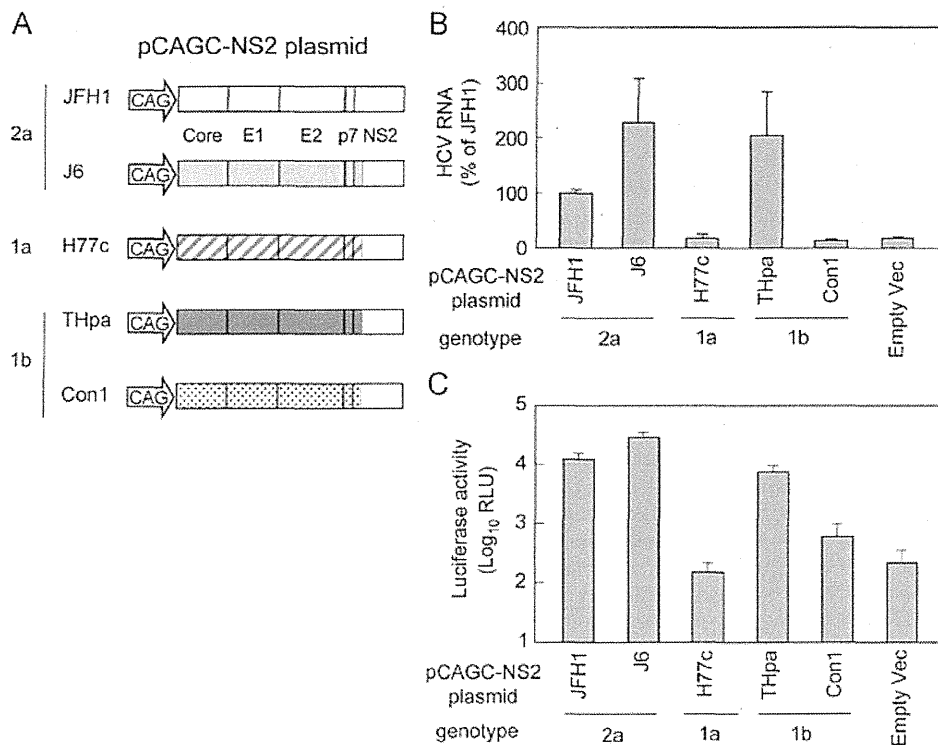 A
pCAGC-NS2 plasmid
2a
JFH1
CAG
Core E1 E2 p7 NS2
J6
CAG
1a
H77c
CAG
1b
THpa
CAG
Con1
CAG
B
HCV RNA
(% of JFH1)
400
300
200
100
0
pCAGC-NS2
plasmid
JFH1
J6
H77c
THpa
Con1
Empty Vec
genotype
2a
1a
1b
C
Luciferase activity
(Log10 RLU)
5
4
3
2
1
pCAGC-NS2
plasmid
JFH1
J6
H77c
THpa
Con1
Empty Vec
genotype
2a
1a
1b